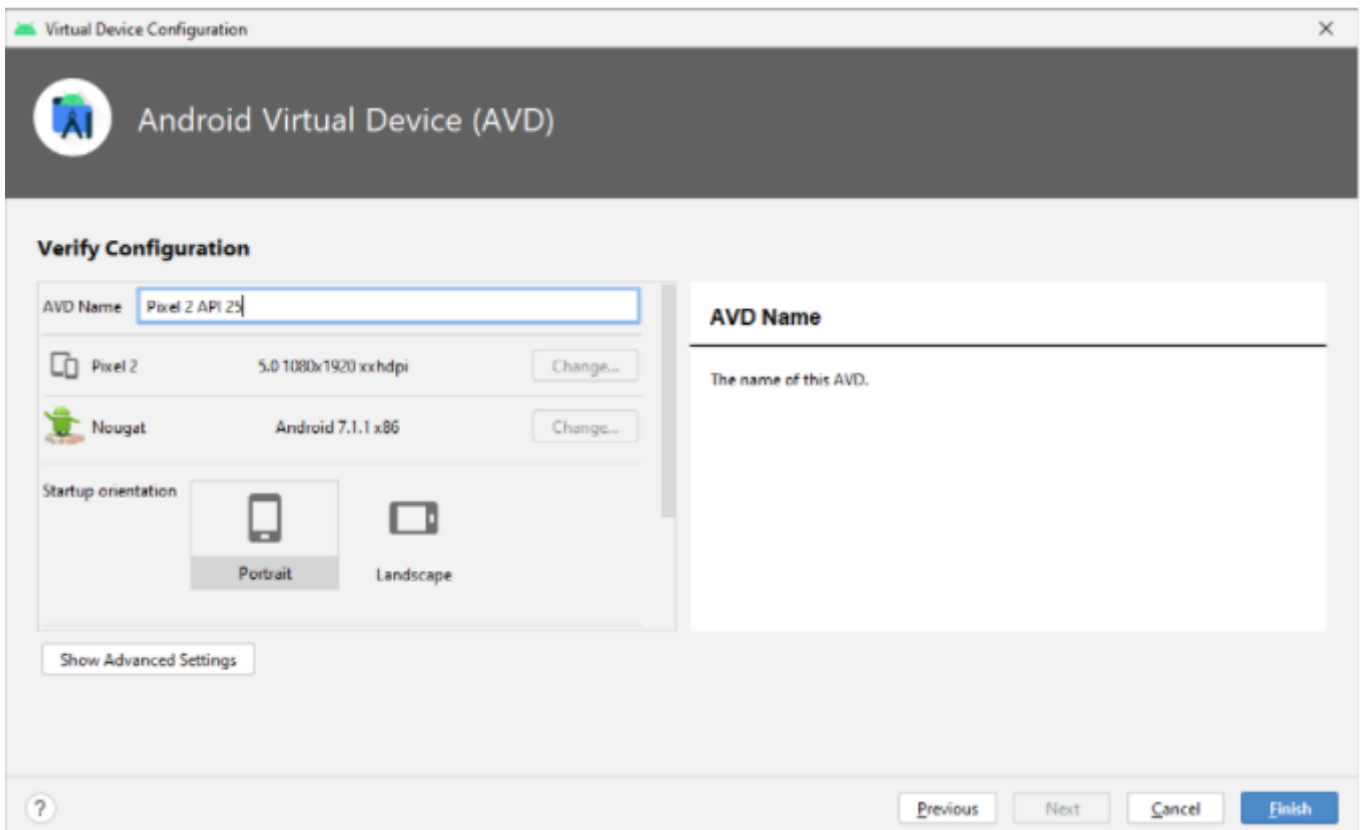 Virtual Device Configuration
Android Virtual Device (AVD)
Verify Configuration
AVD Name Pixel 2 API 25
Pixel 2 5.0 1080x1920 xxhdpi Change...
Nougat Android 7.1.1 x86 Change...
Startup orientation
Portrait Landscape
Show Advanced Settings
AVD Name
The name of this AVD.
? Previous Next Cancel Finish